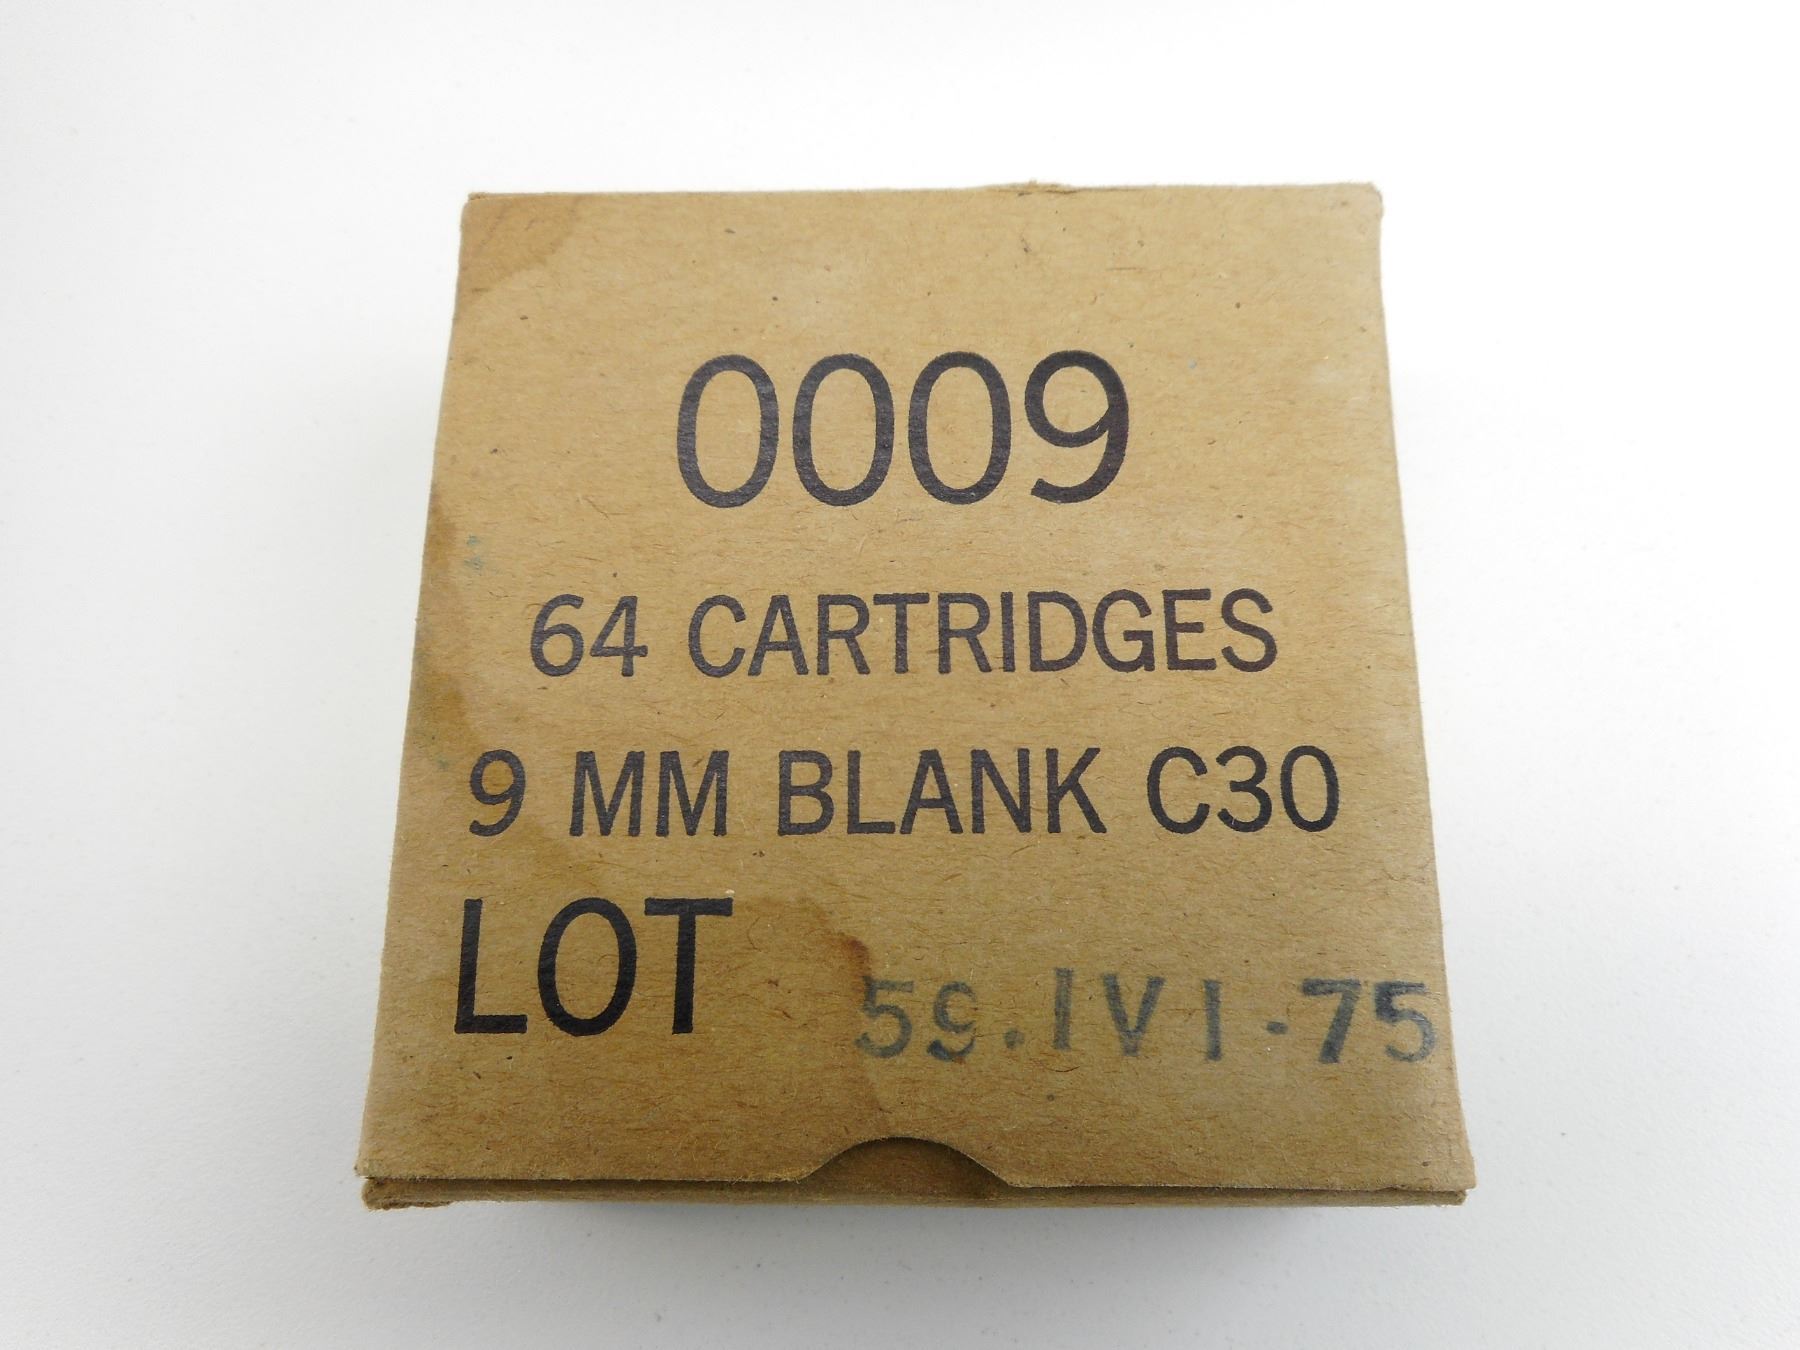 0009
64 CARTRIDGES
9 MM BLANK C30
LOT 59.IVI-75